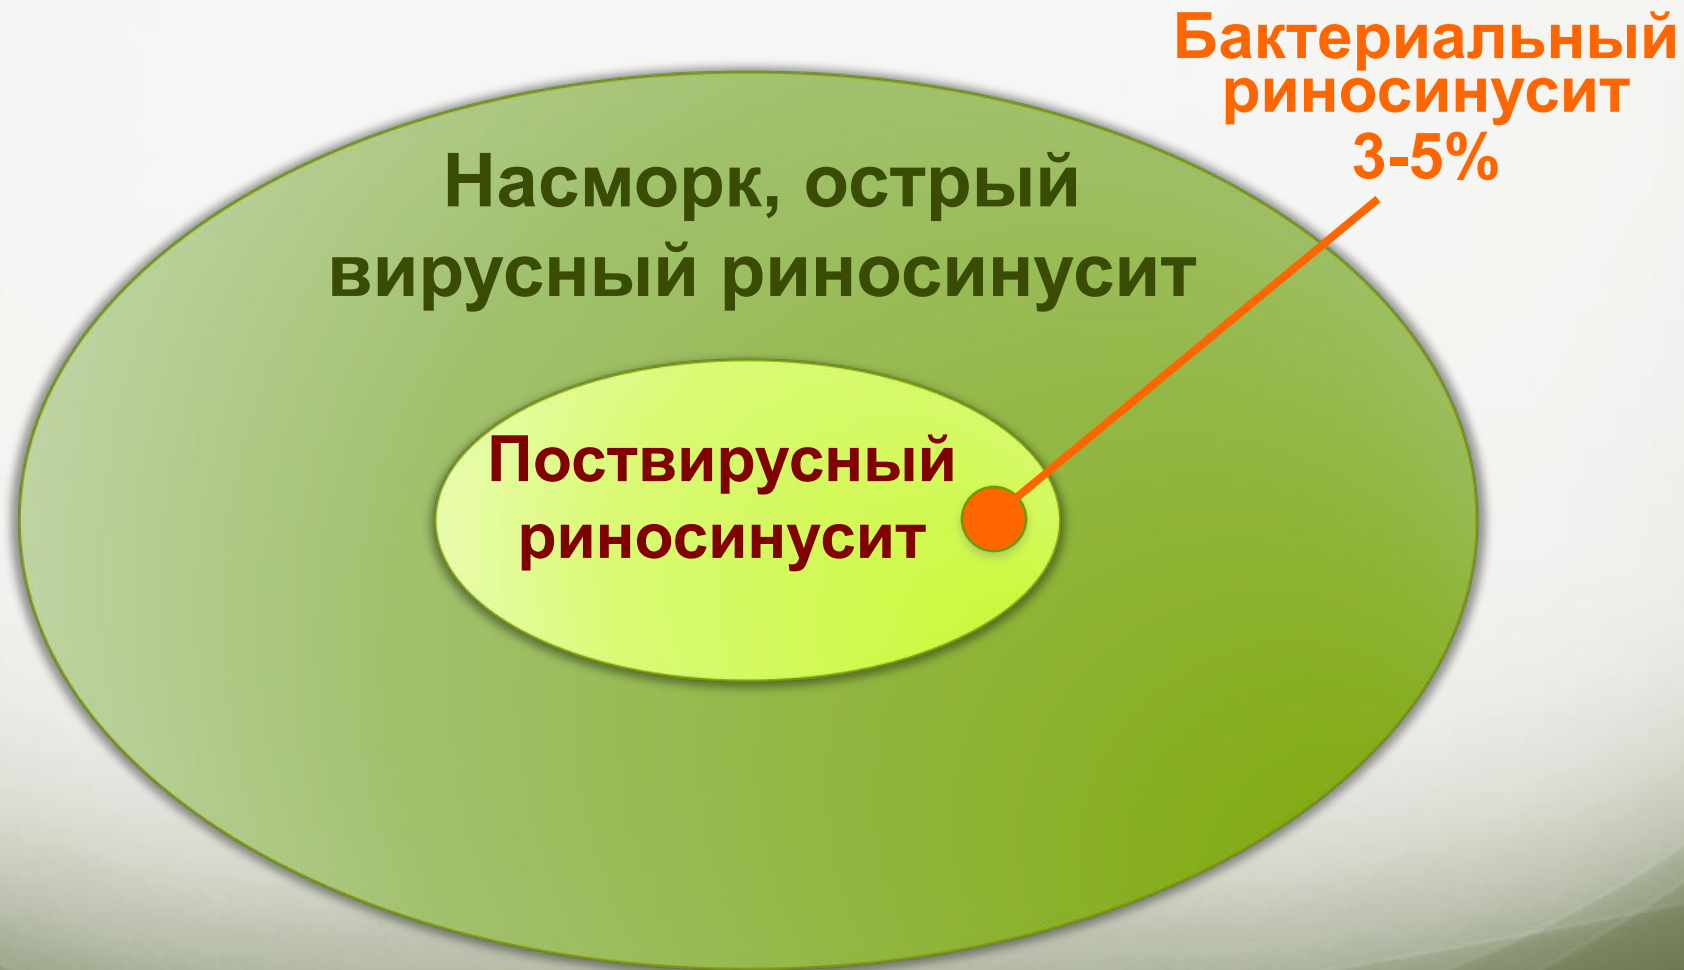 Бактериальный
риносинусит
3-5%
Насморк, острый
вирусный риносинусит
Поствирусный
риносинусит